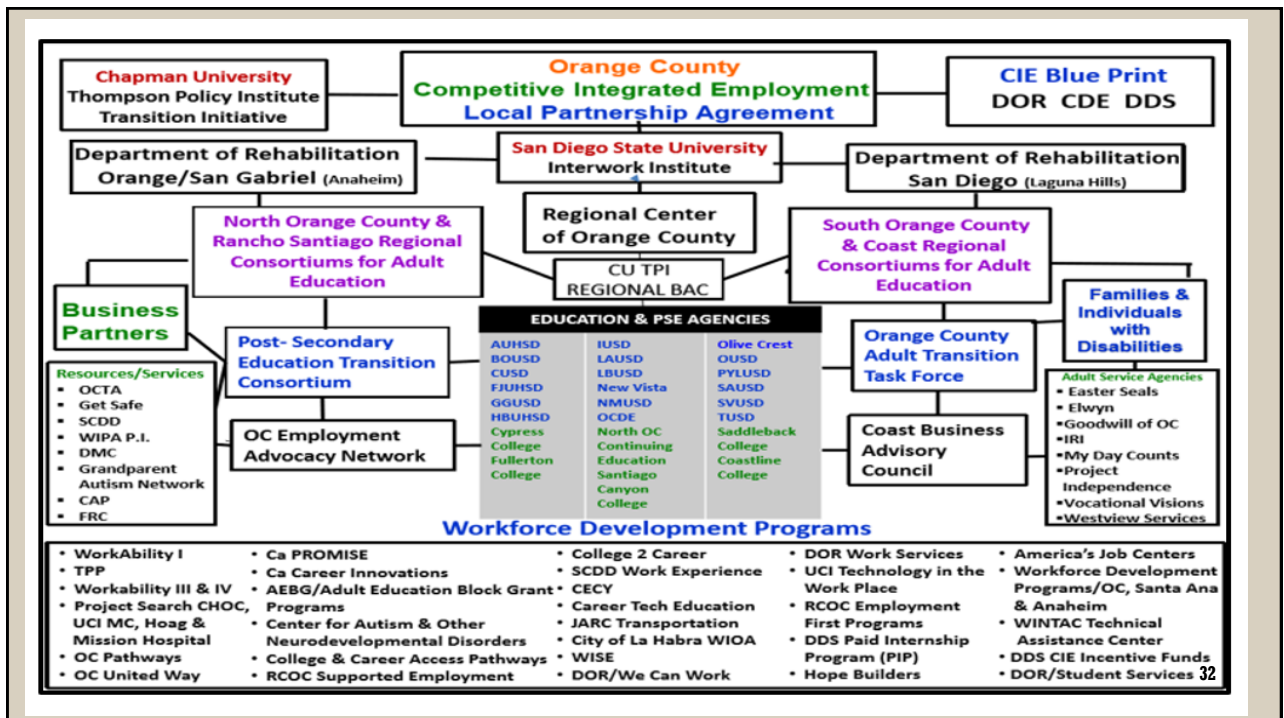 Chapman University
Thompson Policy Institute
Transition Initiative
Orange County
Competitive Integrated Employment
Local Partnership Agreement
CIE Blue Print
DOR CDE DDS
Department of Rehabilitation
Orange/San Gabriel (Anaheim)
San Diego State University
Interwork Institute
Department of Rehabilitation
San Diego (Laguna Hills)
North Orange County &
Rancho Santiago Regional
Consortiums for Adult
Education
Regional Center
of Orange County
South Orange County
& Coast Regional
Consortiums for Adult
Education
CU TPI
REGIONAL BAC
Business
Partners
Families &
Individuals
with
Disabilities
Post- Secondary
Education Transition
Consortium
EDUCATION & PSE AGENCIES
AUHSD
BOUSD
CUSD
FJUHSD
GGUSD
HBUHSD
Cypress
College
Fullerton
College
IUSD
LAUSD
LBUSD
New Vista
NMUSD
OCDE
North OC
Continuing
Education
Santiago
Canyon
College
Olive Crest
OUSD
PYLUSD
SAUSD
SVUSD
TUSD
Saddleback
College
Coastline
College
Orange County
Adult Transition
Task Force
Resources/Services
▪ OCTA
▪ Get Safe
▪ SCDD
▪ WIPA P.I.
▪ DMC
▪ Grandparent
Autism Network
▪ CAP
▪ FRC
OC Employment
Advocacy Network
Coast Business
Advisory
Council
Adult Service Agencies
▪ Easter Seals
▪ Elwyn
▪ Goodwill of OC
▪ IRI
▪ My Day Counts
▪ Project
Independence
▪ Vocational Visions
▪ Westview Services
Workforce Development Programs
• WorkAbility I
• TPP
• Workability III & IV
• Project Search CHOC,
UCI MC, Hoag &
Mission Hospital
• OC Pathways
• OC United Way
• Ca PROMISE
• Ca Career Innovations
• AEBG/Adult Education Block Grant
Programs
• Center for Autism & Other
Neurodevelopmental Disorders
• College & Career Access Pathways
• RCOC Supported Employment
• College 2 Career
• SCDD Work Experience
• CECY
• Career Tech Education
• JARC Transportation
• City of La Habra WIOA
• WISE
• DOR/We Can Work
• DOR Work Services
• UCI Technology in the
Work Place
• RCOC Employment
First Programs
• DDS Paid Internship
Program (PIP)
• Hope Builders
• America's Job Centers
• Workforce Development
Programs/OC, Santa Ana
& Anaheim
• WINTAC Technical
Assistance Center
• DDS CIE Incentive Funds
• DOR/Student Services
32